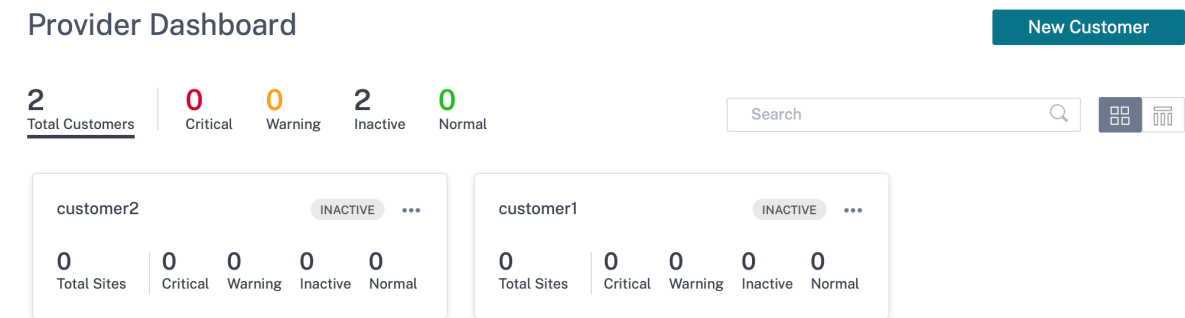 Provider Dashboard
New Customer
2 0 0 2 0
Total Customers Critical Warning Inactive Normal
Search
customer2 INACTIVE
0 0 0 0 0
Total Sites Critical Warning Inactive Normal
customer1 INACTIVE
0 0 0 0 0
Total Sites Critical Warning Inactive Normal